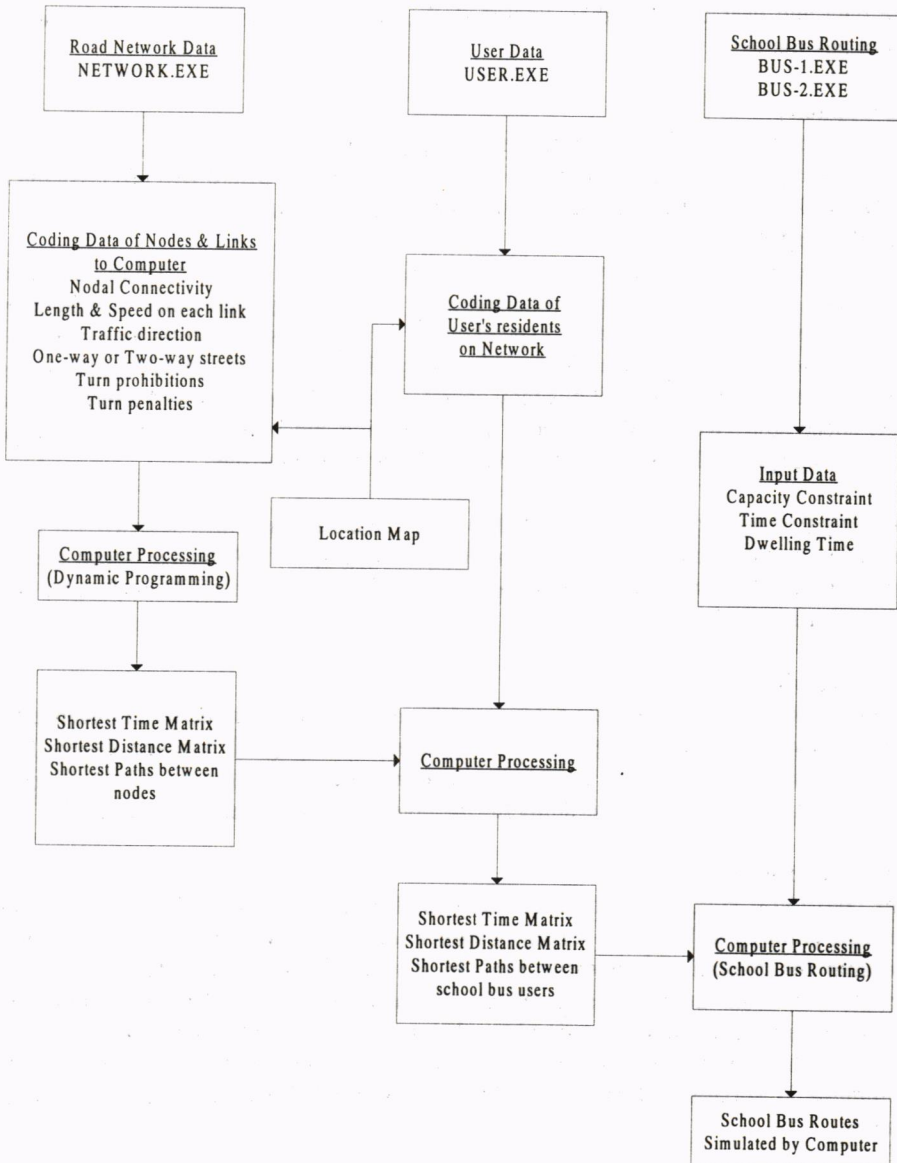 Road Network Data
NETWORK.EXE
User Data
USER.EXE
School Bus Routing
BUS-1.EXE
BUS-2.EXE
Coding Data of Nodes & Links
to Computer
Nodal Connectivity
Length & Speed on each link
Traffic direction
One-way or Two-way streets
Turn prohibitions
Turn penalties
Coding Data of
User's residents
on Network
Location Map
Input Data
Capacity Constraint
Time Constraint
Dwelling Time
Computer Processing
(Dynamic Programming)
Shortest Time Matrix
Shortest Distance Matrix
Shortest Paths between
nodes
Computer Processing
Shortest Time Matrix
Shortest Distance Matrix
Shortest Paths between
school bus users
Computer Processing
(School Bus Routing)
School Bus Routes
Simulated by Computer